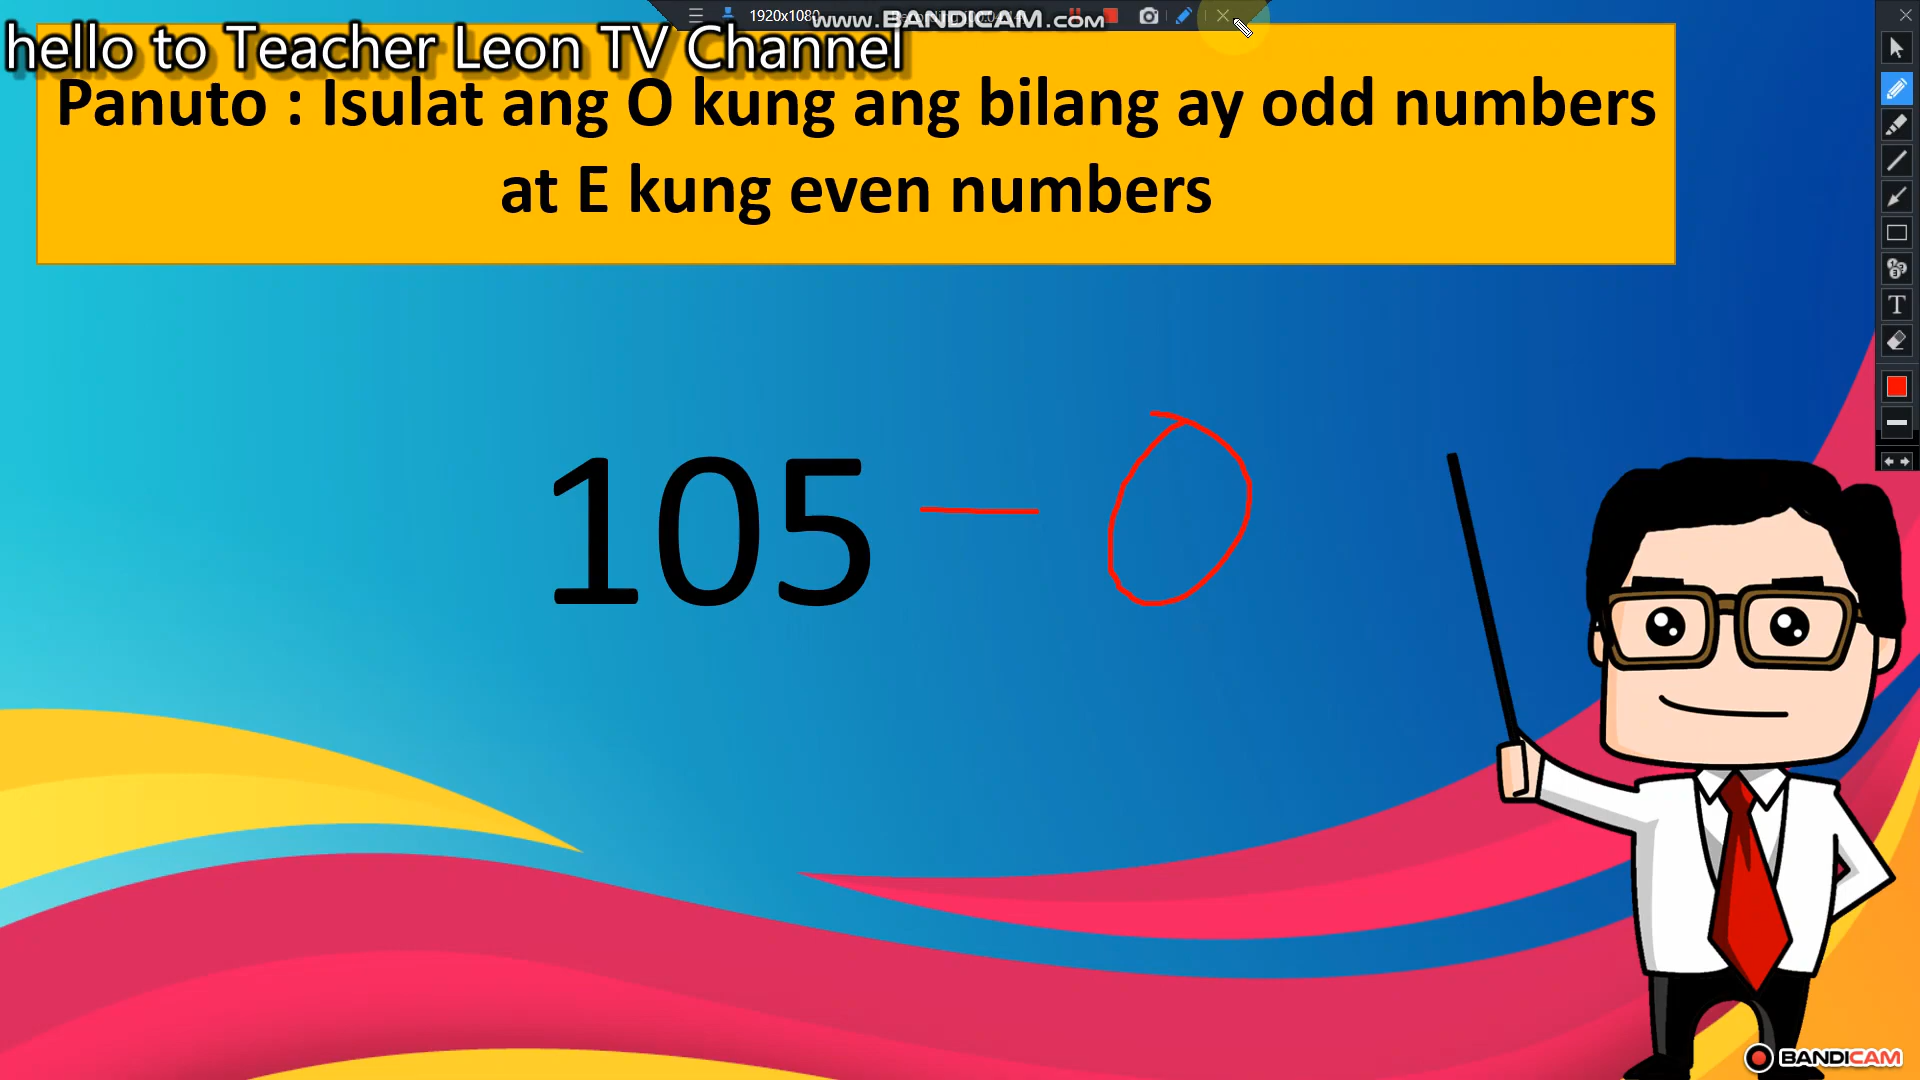 1920x1080
www.BANDICAM.com
hello to Teacher Leon TV Channel
Panuto : Isulat ang O kung ang bilang ay odd numbers
at E kung even numbers
105 — O
BANDICAM